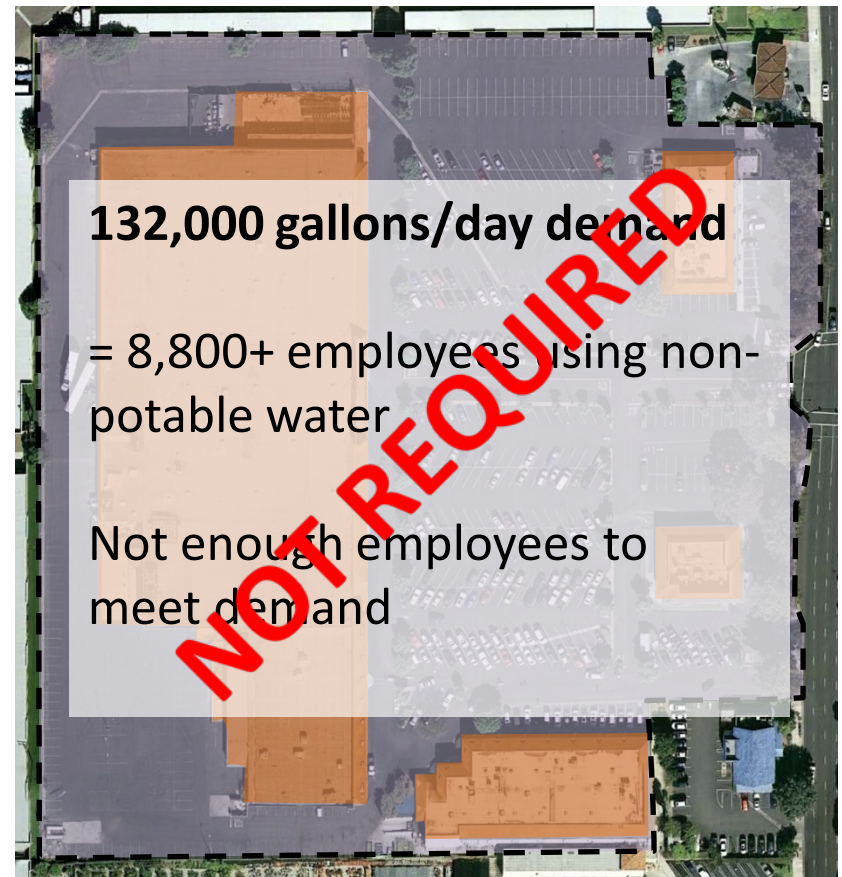 132,000 gallons/day demand
= 8,800+ employees using non-
potable water
Not enough employees to
meet demand
NOT REQUIRED